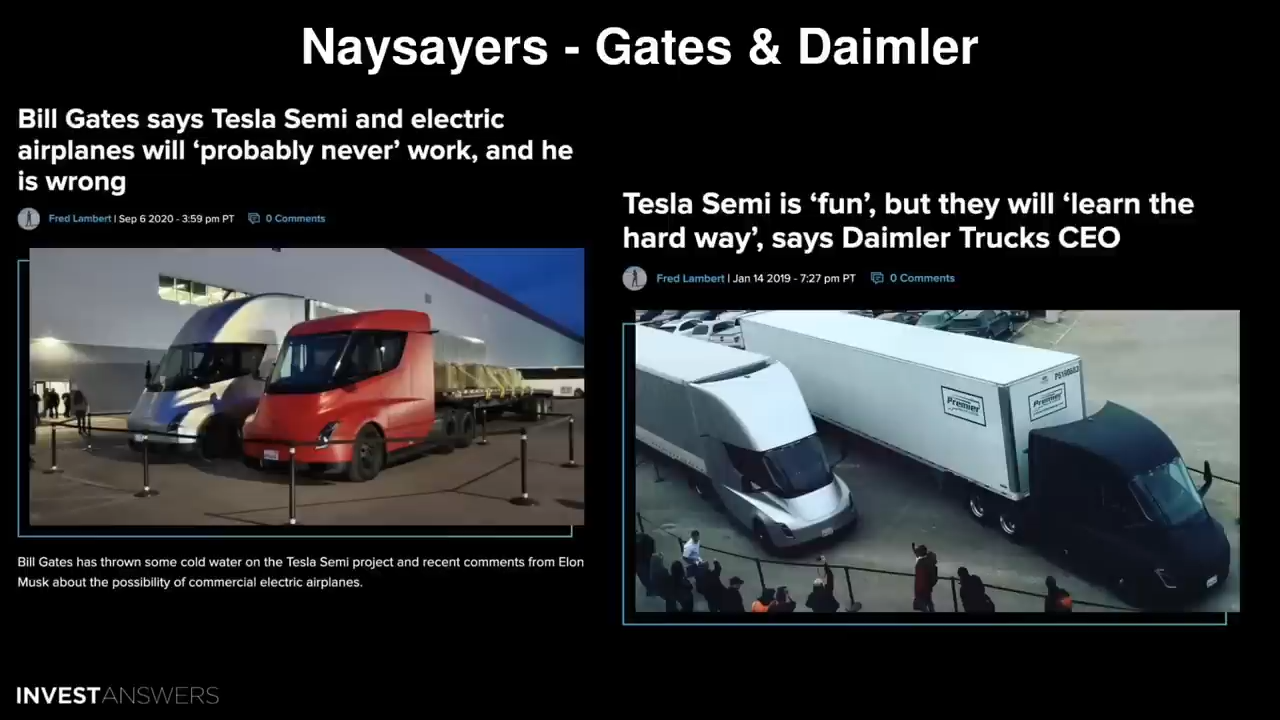 Naysayers - Gates & Daimler
Bill Gates says Tesla Semi and electric
airplanes will ‘probably never’ work, and he
is wrong
Fred Lambert | Sep 6 2020 - 3:59 pm PT 0 Comments
Bill Gates has thrown some cold water on the Tesla Semi project and recent comments from Elon
Musk about the possibility of commercial electric airplanes.
Tesla Semi is ‘fun’, but they will ‘learn the
hard way’, says Daimler Trucks CEO
Fred Lambert | Jan 14 2019 - 7:27 pm PT 0 Comments
Premier
Premier
INVESTANSWERS